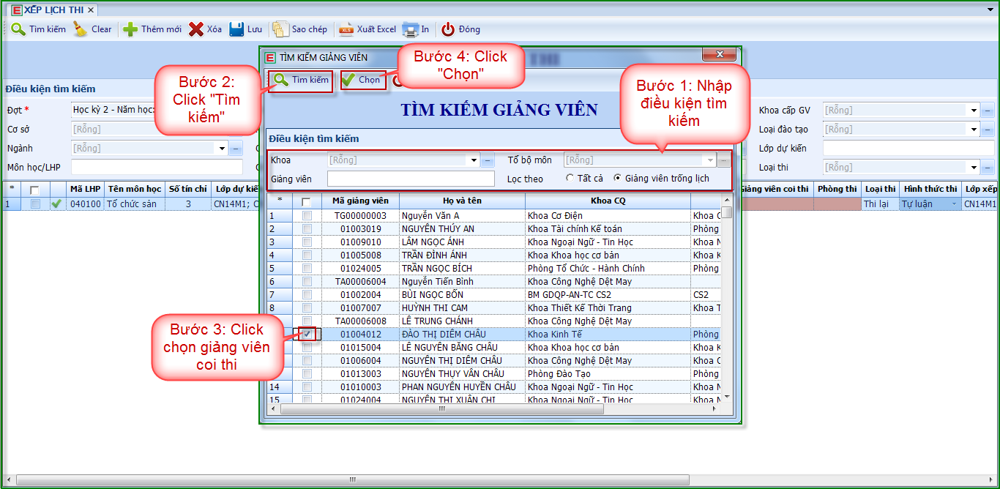 XẾP LỊCH THI
Tìm kiếm Clear Thêm mới Xóa Lưu Sao chép Xuất Excel In Đóng
THI
Điều kiện tìm kiếm
Đợt * Học kỳ 2 - Năm học:
Cơ sở [Rỗng]
Ngành [Rỗng]
Môn học/LHP
Khoa cấp GV [Rỗng]
Loại đào tạo [Rỗng]
Lớp dự kiến
Loại thi [Rỗng]
* Mã LHP Tên môn học Số tín chỉ Lớp dự kiế Giảng viên coi thi Phòng thi Loại thi Hình thức thi Lớp xếp
1 040100 Tổ chức sản 3 CN14M1; C Thi lại Tự luận CN14M1
TÌM KIẾM GIẢNG VIÊN
Tìm kiếm Chọn
TÌM KIẾM GIẢNG VIÊN
Điều kiện tìm kiếm
Khoa [Rỗng] Tổ bộ môn [Rỗng]
Giảng viên Lọc theo Tất cả Giảng viên trống lịch
* Mã giảng viên Họ và tên Khoa CQ
1 TG00000003 Nguyễn Văn A Khoa Cơ Điện Khoa C
2 01003019 NGUYỄN THÚY AN Khoa Tài chính Kế toán Phòng
3 01009010 LÂM NGỌC ÁNH Khoa Ngoại Ngữ - Tin Học Khoa N
4 01005008 TRẦN ĐÌNH ÁNH Khoa Khoa học cơ bản Khoa K
5 01024005 TRẦN NGỌC BÍCH Phòng Tổ Chức - Hành Chính Phòng
6 TA00006004 Nguyễn Tiến Bình Khoa Công Nghệ Dệt May
7 01002004 BÙI NGỌC BỐN BM GDQP-AN-TC CS2 CS2
8 01007007 HUỲNH THI CAM Khoa Thiết Kế Thời Trang Khoa T
TA00006008 LÊ TRUNG CHÁNH Khoa Công Nghệ Dệt May
01004012 ĐÀO THỊ DIỄM CHÂU Khoa Kinh Tế Phòng
01015004 LÊ NGUYỄN BĂNG CHÂU Khoa Khoa học cơ bản Khoa K
01006004 NGUYỄN THỊ DIỄM CHÂU Khoa Công Nghệ Dệt May Khoa C
01013003 NGUYỄN THỤY VÂN CHÂU Phòng Đào Tạo Phòng
14 01010003 PHAN NGUYỄN HUYỀN CHÂU Khoa Ngoại Ngữ - Tin Học Khoa N
15 01024004 NGUYỄN THỊ XUÂN CHI Khoa Ngoại Ngữ - Tin Học Khoa N
Bước 1: Nhập
điều kiện tìm
kiếm
Bước 2:
Click "Tìm
kiếm"
Bước 3: Click
chọn giảng viên
coi thi
Bước 4: Click
"Chọn"